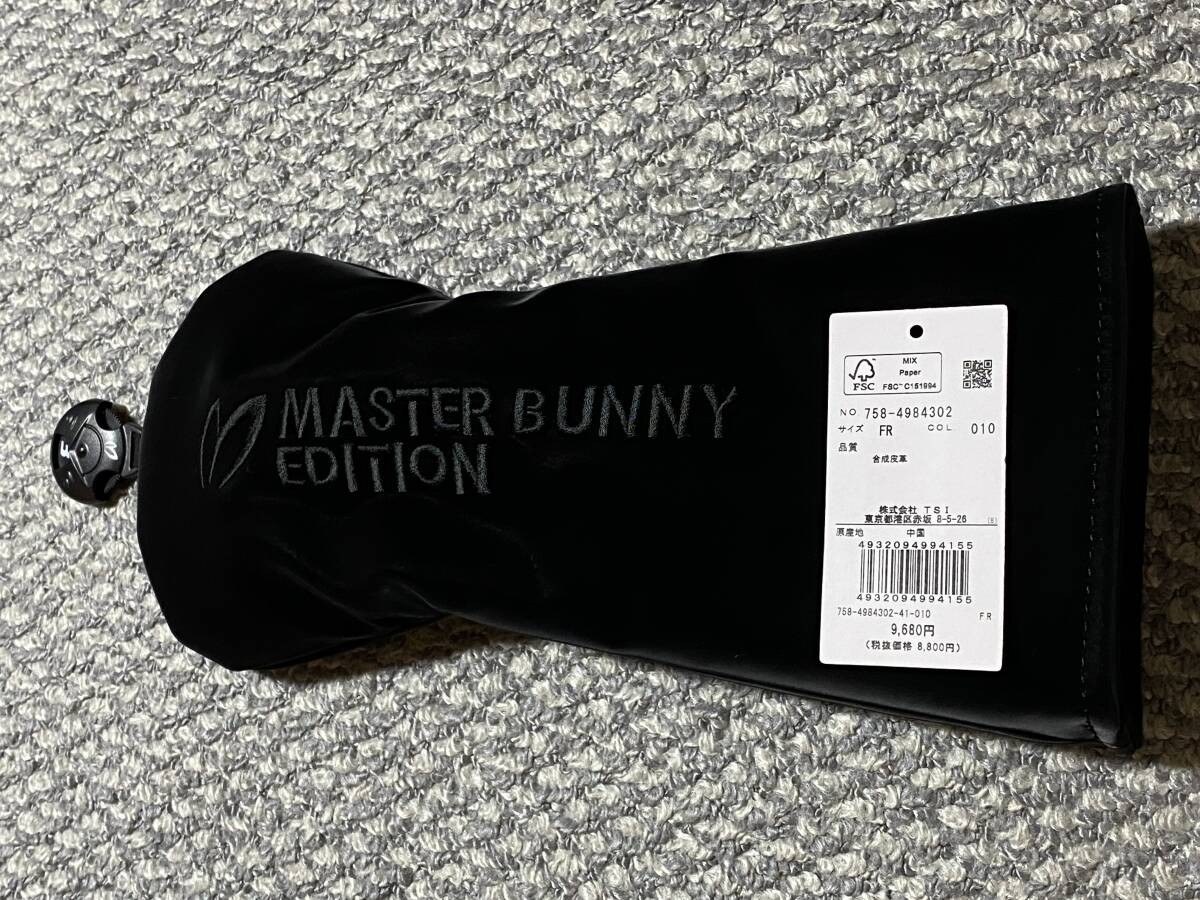 MASTER BUNNY
EDITION
MIX
Paper
FSC
FSC™ C151994
NO 758-4984302
サイズ FR COL 010
品質
合成皮革
株式会社 TSI
東京都港区赤坂 8-5-26
原産地 中国
4932094994155
4932094994155
758-4984302-41-010 FR
9,680円
(税抜価格 8,800円)